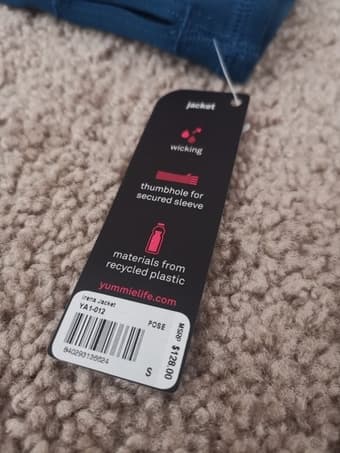 jacket
wicking
thumbhole for
secured sleeve
materials from
recycled plastic
yummielife.com
Irena Jacket
YA1-012
POSE
MSRP $128.00
S